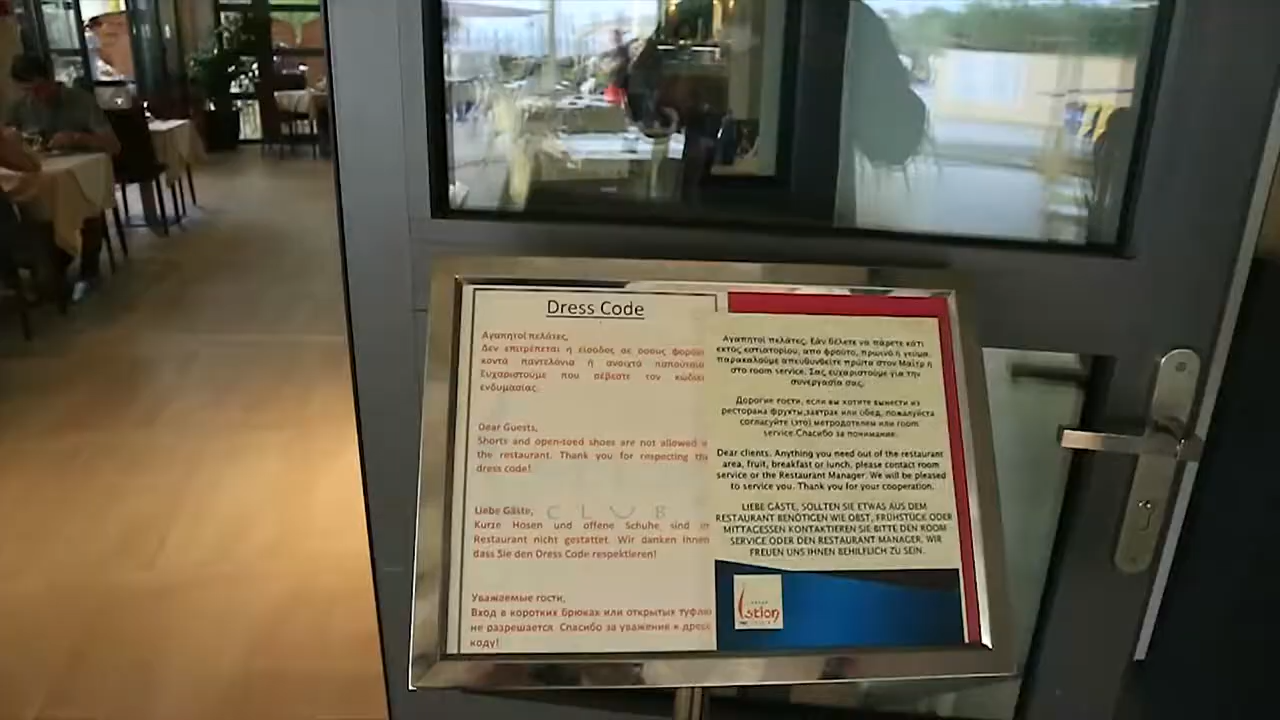 Dress Code
Αγαπητοί πελάτες,
Δεν επιτρέπεται η είσοδος σε όσους φορούν
κοντά παντελόνια ή ανοιχτά παπούτσια
Ευχαριστούμε που σέβεστε τον κώδικα
ενδυμασίας.
Dear Guests,
Shorts and open-toed shoes are not allowed in
the restaurant. Thank you for respecting the
dress code!
CLUB
Liebe Gäste,
Kurze Hosen und offene Schuhe sind im
Restaurant nicht gestattet. Wir danken Ihnen
dass Sie den Dress Code respektieren!
Уважаемые гости,
Вход в коротких брюках или открытых туфлях
не разрешается. Спасибо за уважение к дресс
коду!
Αγαπητοί πελάτες. Εάν θέλετε να πάρετε κάτι
εκτός εστιατορίου, απο φρούτο, πρωινό ή γεύμα,
παρακαλούμε απευθυνθείτε πρώτα στον Μαίτρ ή
στο room service. Σας ευχαριστούμε για την
συνεργασία σας.
Дорогие гости, если вы хотите вынести из
ресторана фрукты,завтрак или обед, пожалуйста
согласуйте (это) метродотелем или room
service.Спасибо за понимание.
Dear clients. Anything you need out of the restaurant
area, fruit, breakfast or lunch, please contact room
service or the Restaurant Manager. We will be pleased
to service you. Thank you for your cooperation.
LIEBE GÄSTE, SOLLTEN SIE ETWAS AUS DEM
RESTAURANT BENÖTIGEN WIE OBST, FRÜHSTÜCK ODER
MITTAGESSEN KONTAKTIEREN SIE BITTE DEN ROOM
SERVICE ODER DEN RESTAURANT MANAGER. WIR
FREUEN UNS IHNEN BEHILFLICH ZU SEIN.
Istion